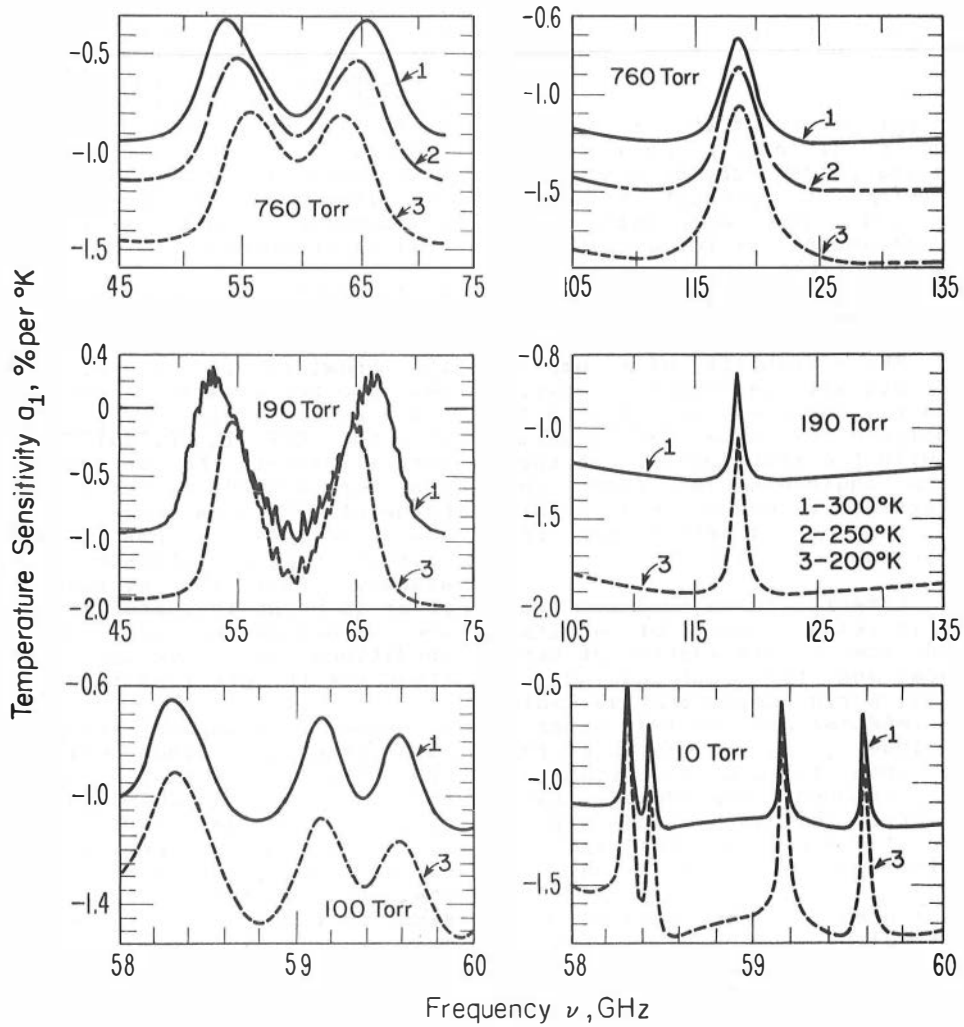 Temperature Sensitivity a₁, % per °K
-0.5
-1.0
-1.5
760 Torr
1
2
3
45 55 65 75
-0.6
-1.0
-1.5
760 Torr
1
2
3
105 115 125 135
0.4
0
-0.5
-1.0
-2.0
190 Torr
1
3
45 55 65 75
-0.8
-1.0
-1.5
-2.0
190 Torr
1
1-300°K
2-250°K
3-200°K
3
105 115 125 135
-0.6
-1.0
-1.4
1
3
100 Torr
58 59 60
-0.5
-1.0
-1.5
10 Torr
1
3
58 59 60
Frequency ν, GHz